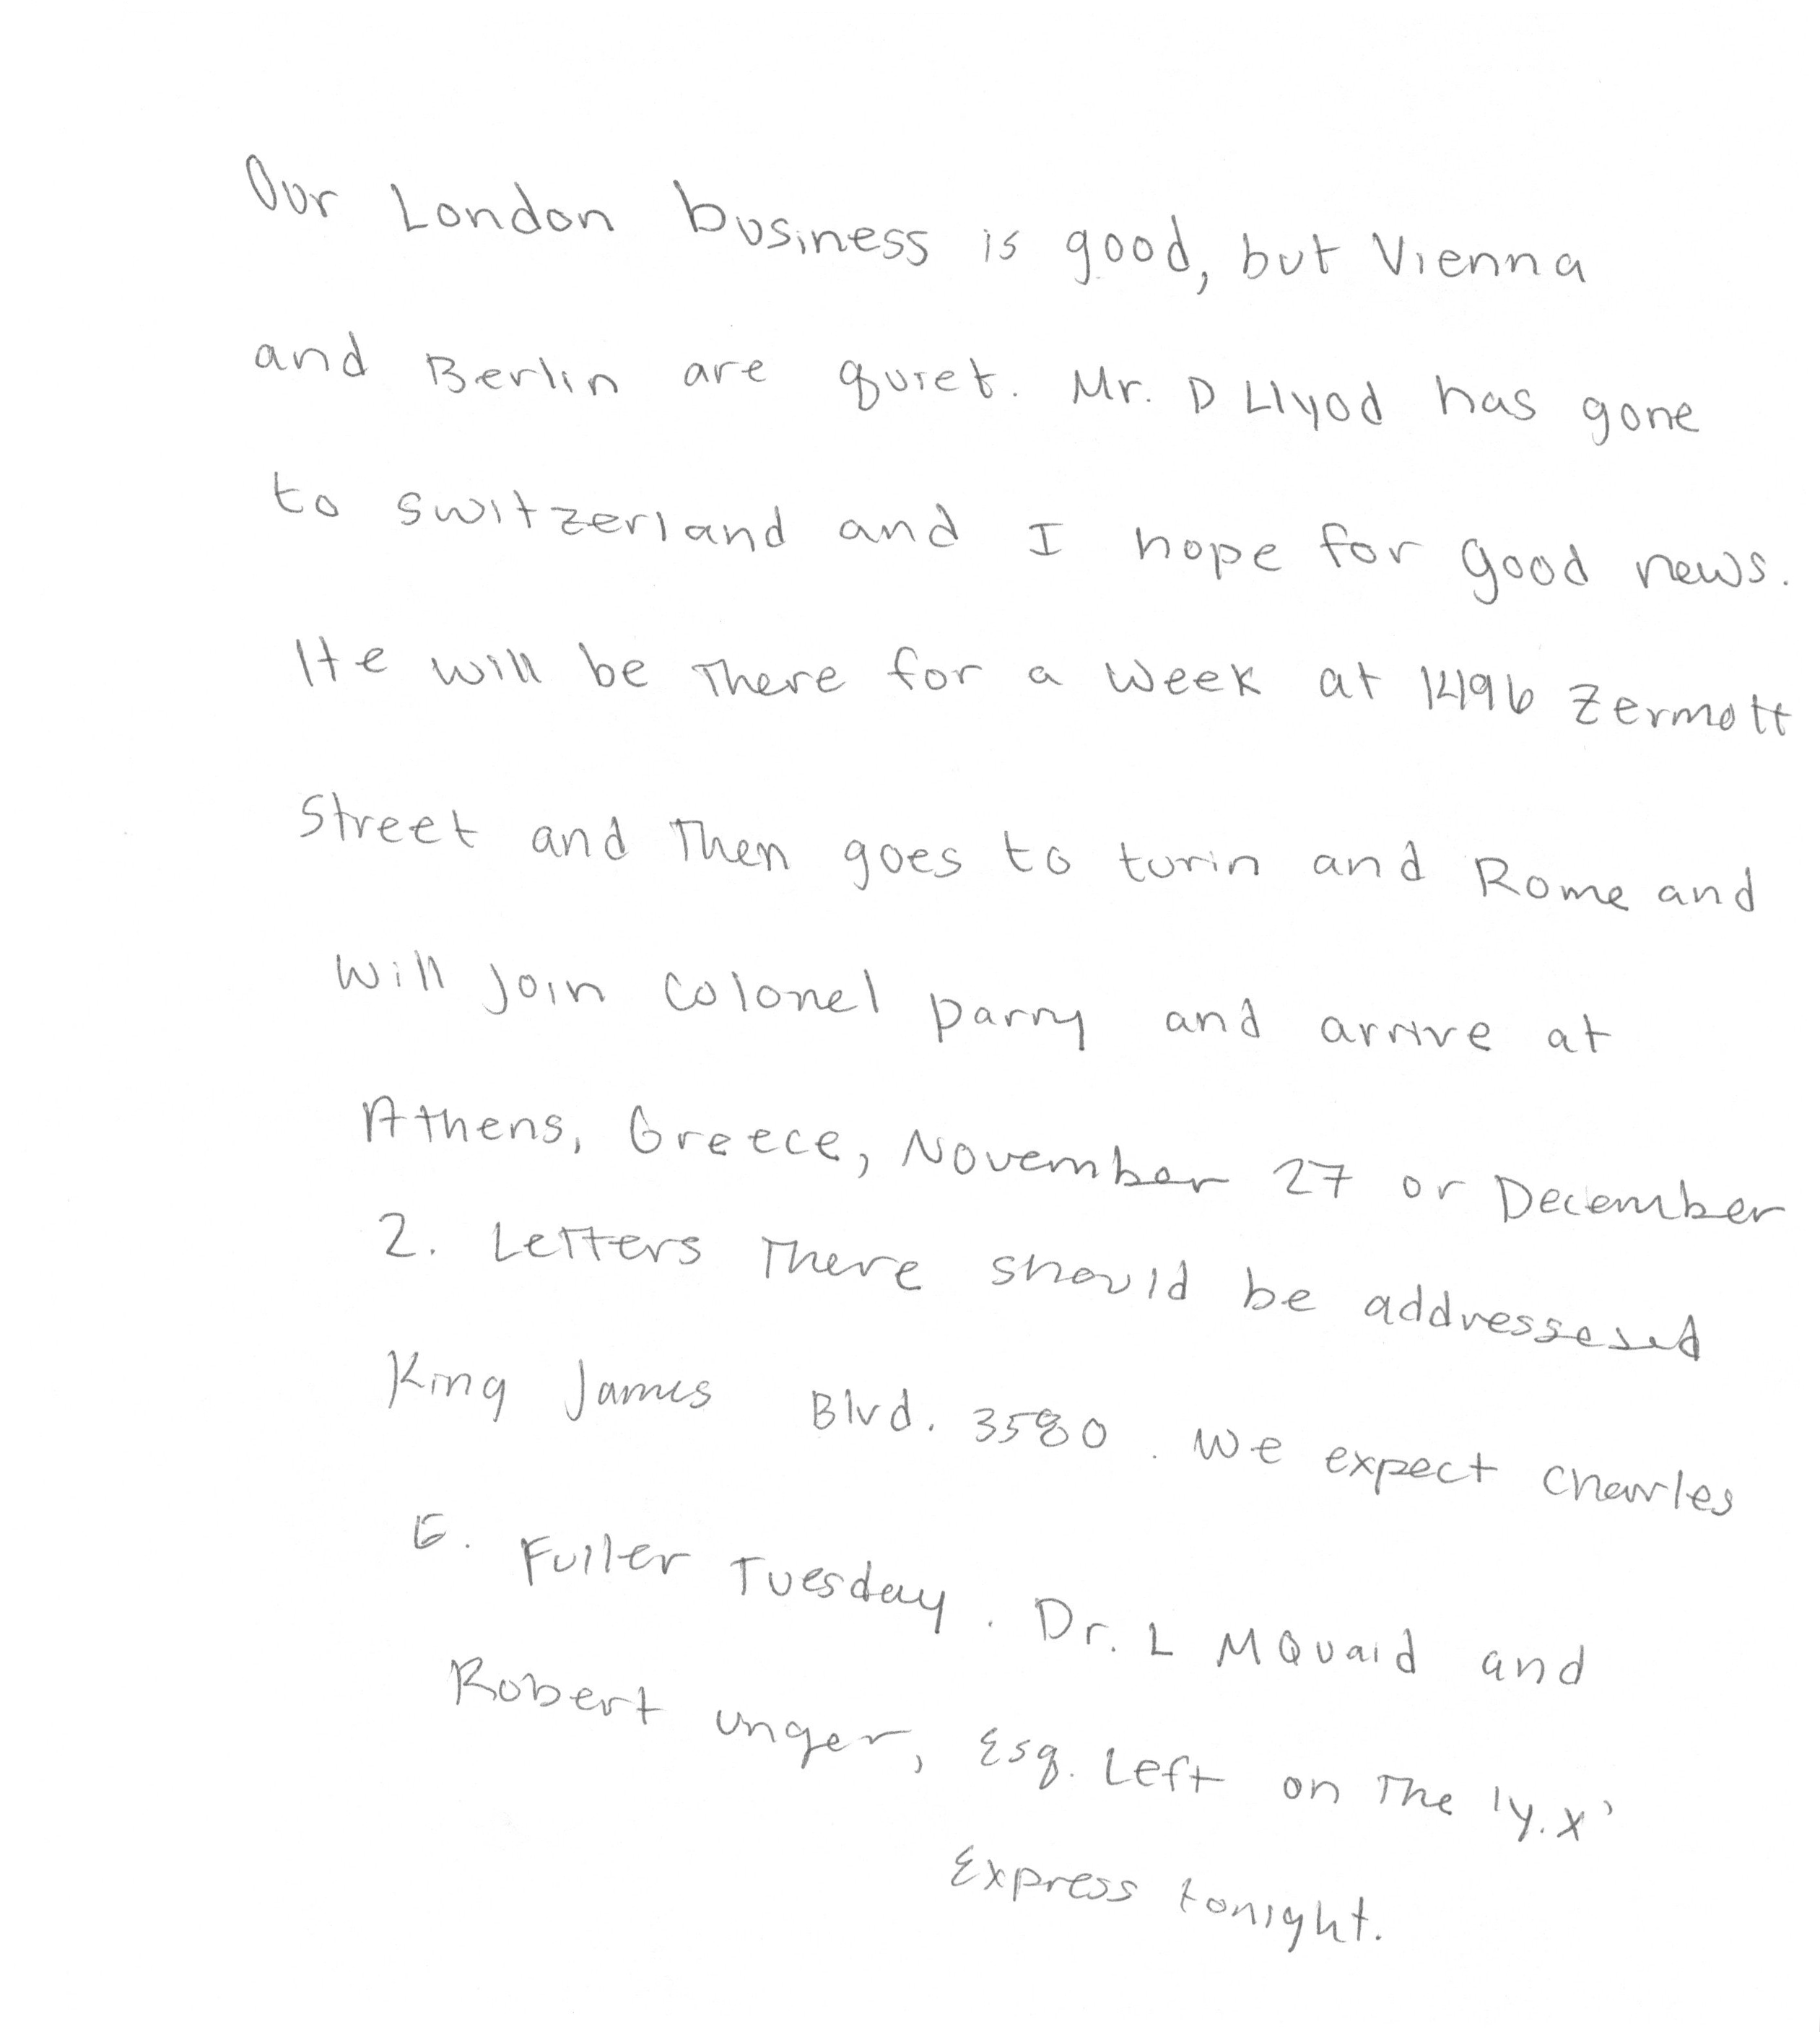 Our London business is good, but Vienna
and Berlin are quiet. Mr. D Llyod has gone
to switzerland and I hope for good news.
He will be There for a week at 1496 Zermott
Street and Then goes to turin and Rome and
will join Colonel parry and arrive at
Athens, Greece, November 27 or December
2. Letters There should be addressesed
King James Blvd. 3580. We expect Charles
E. Fuller Tuesday. Dr. L MQuaid and
Robert unger, Esq. Left on The 'y.x'
Express tonight.